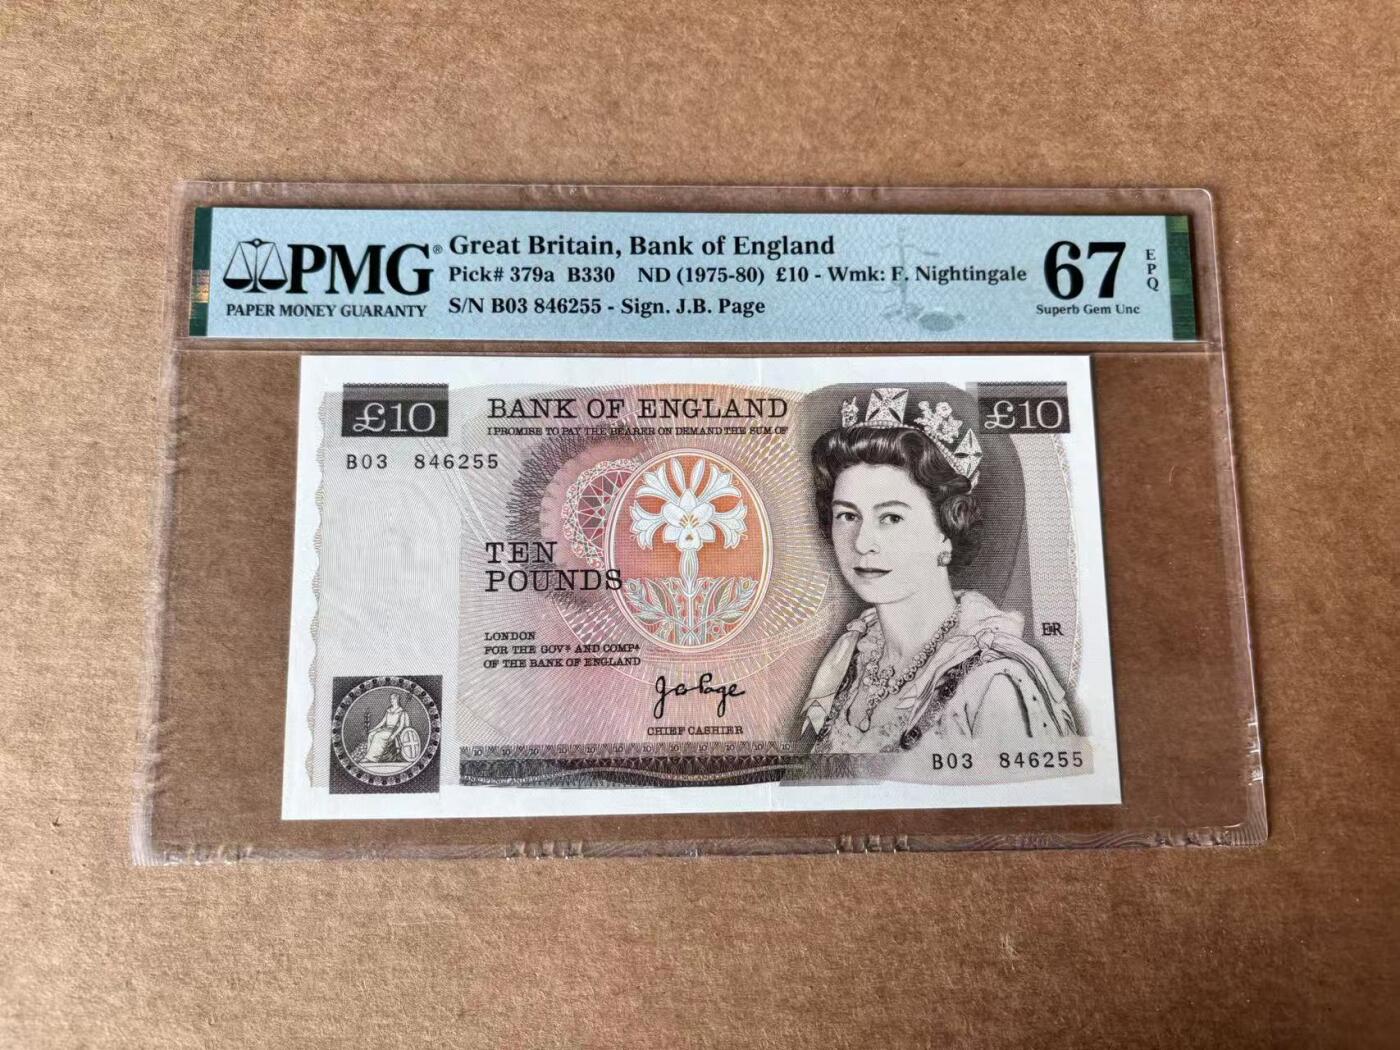 PMG®
PAPER MONEY GUARANTY
Great Britain, Bank of England
Pick# 379a B330 ND (1975-80) £10 - Wmk: F. Nightingale
S/N B03 846255 - Sign. J.B. Page
67
EPQ
Superb Gem Unc
£10
BANK OF ENGLAND
I PROMISE TO PAY THE BEARER ON DEMAND THE SUM OF
£10
B03 846255
TEN
POUNDS
LONDON
FOR THE GOVR AND COMPA
OF THE BANK OF ENGLAND
J B Page
CHIEF CASHIER
EIIR
B03 846255